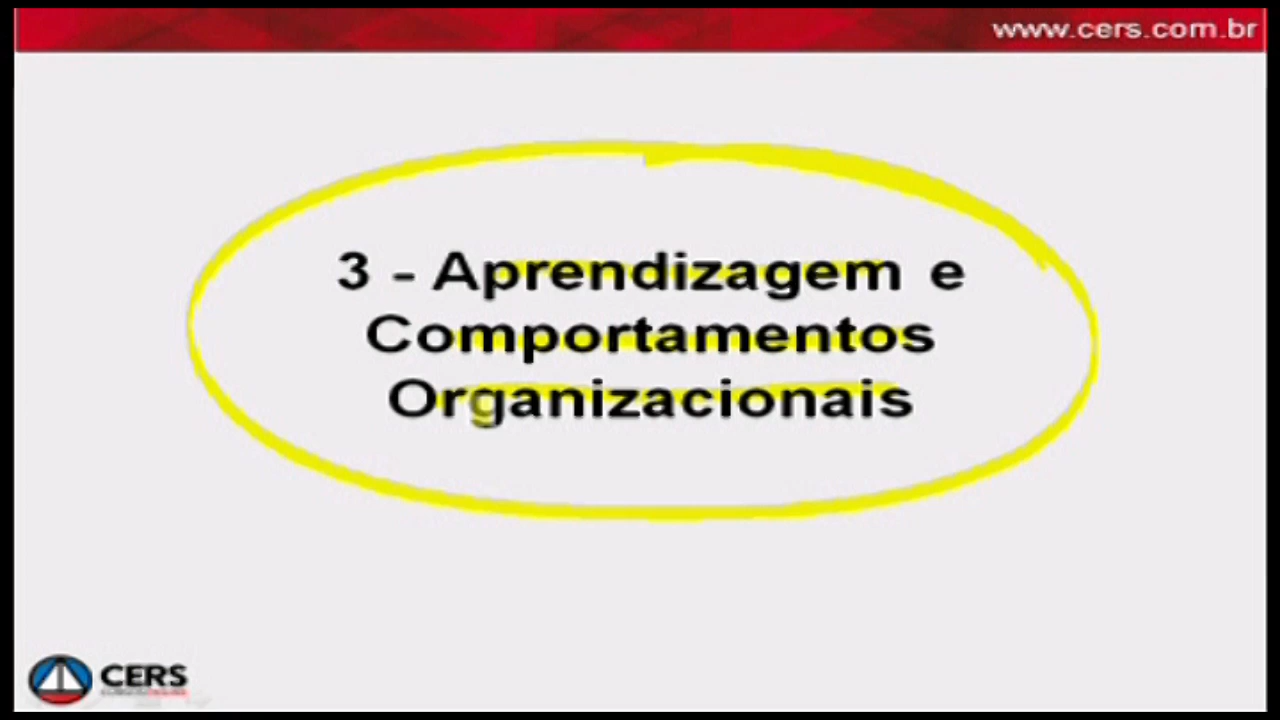 www.cers.com.br
3 - Aprendizagem e
Comportamentos
Organizacionais
CERS